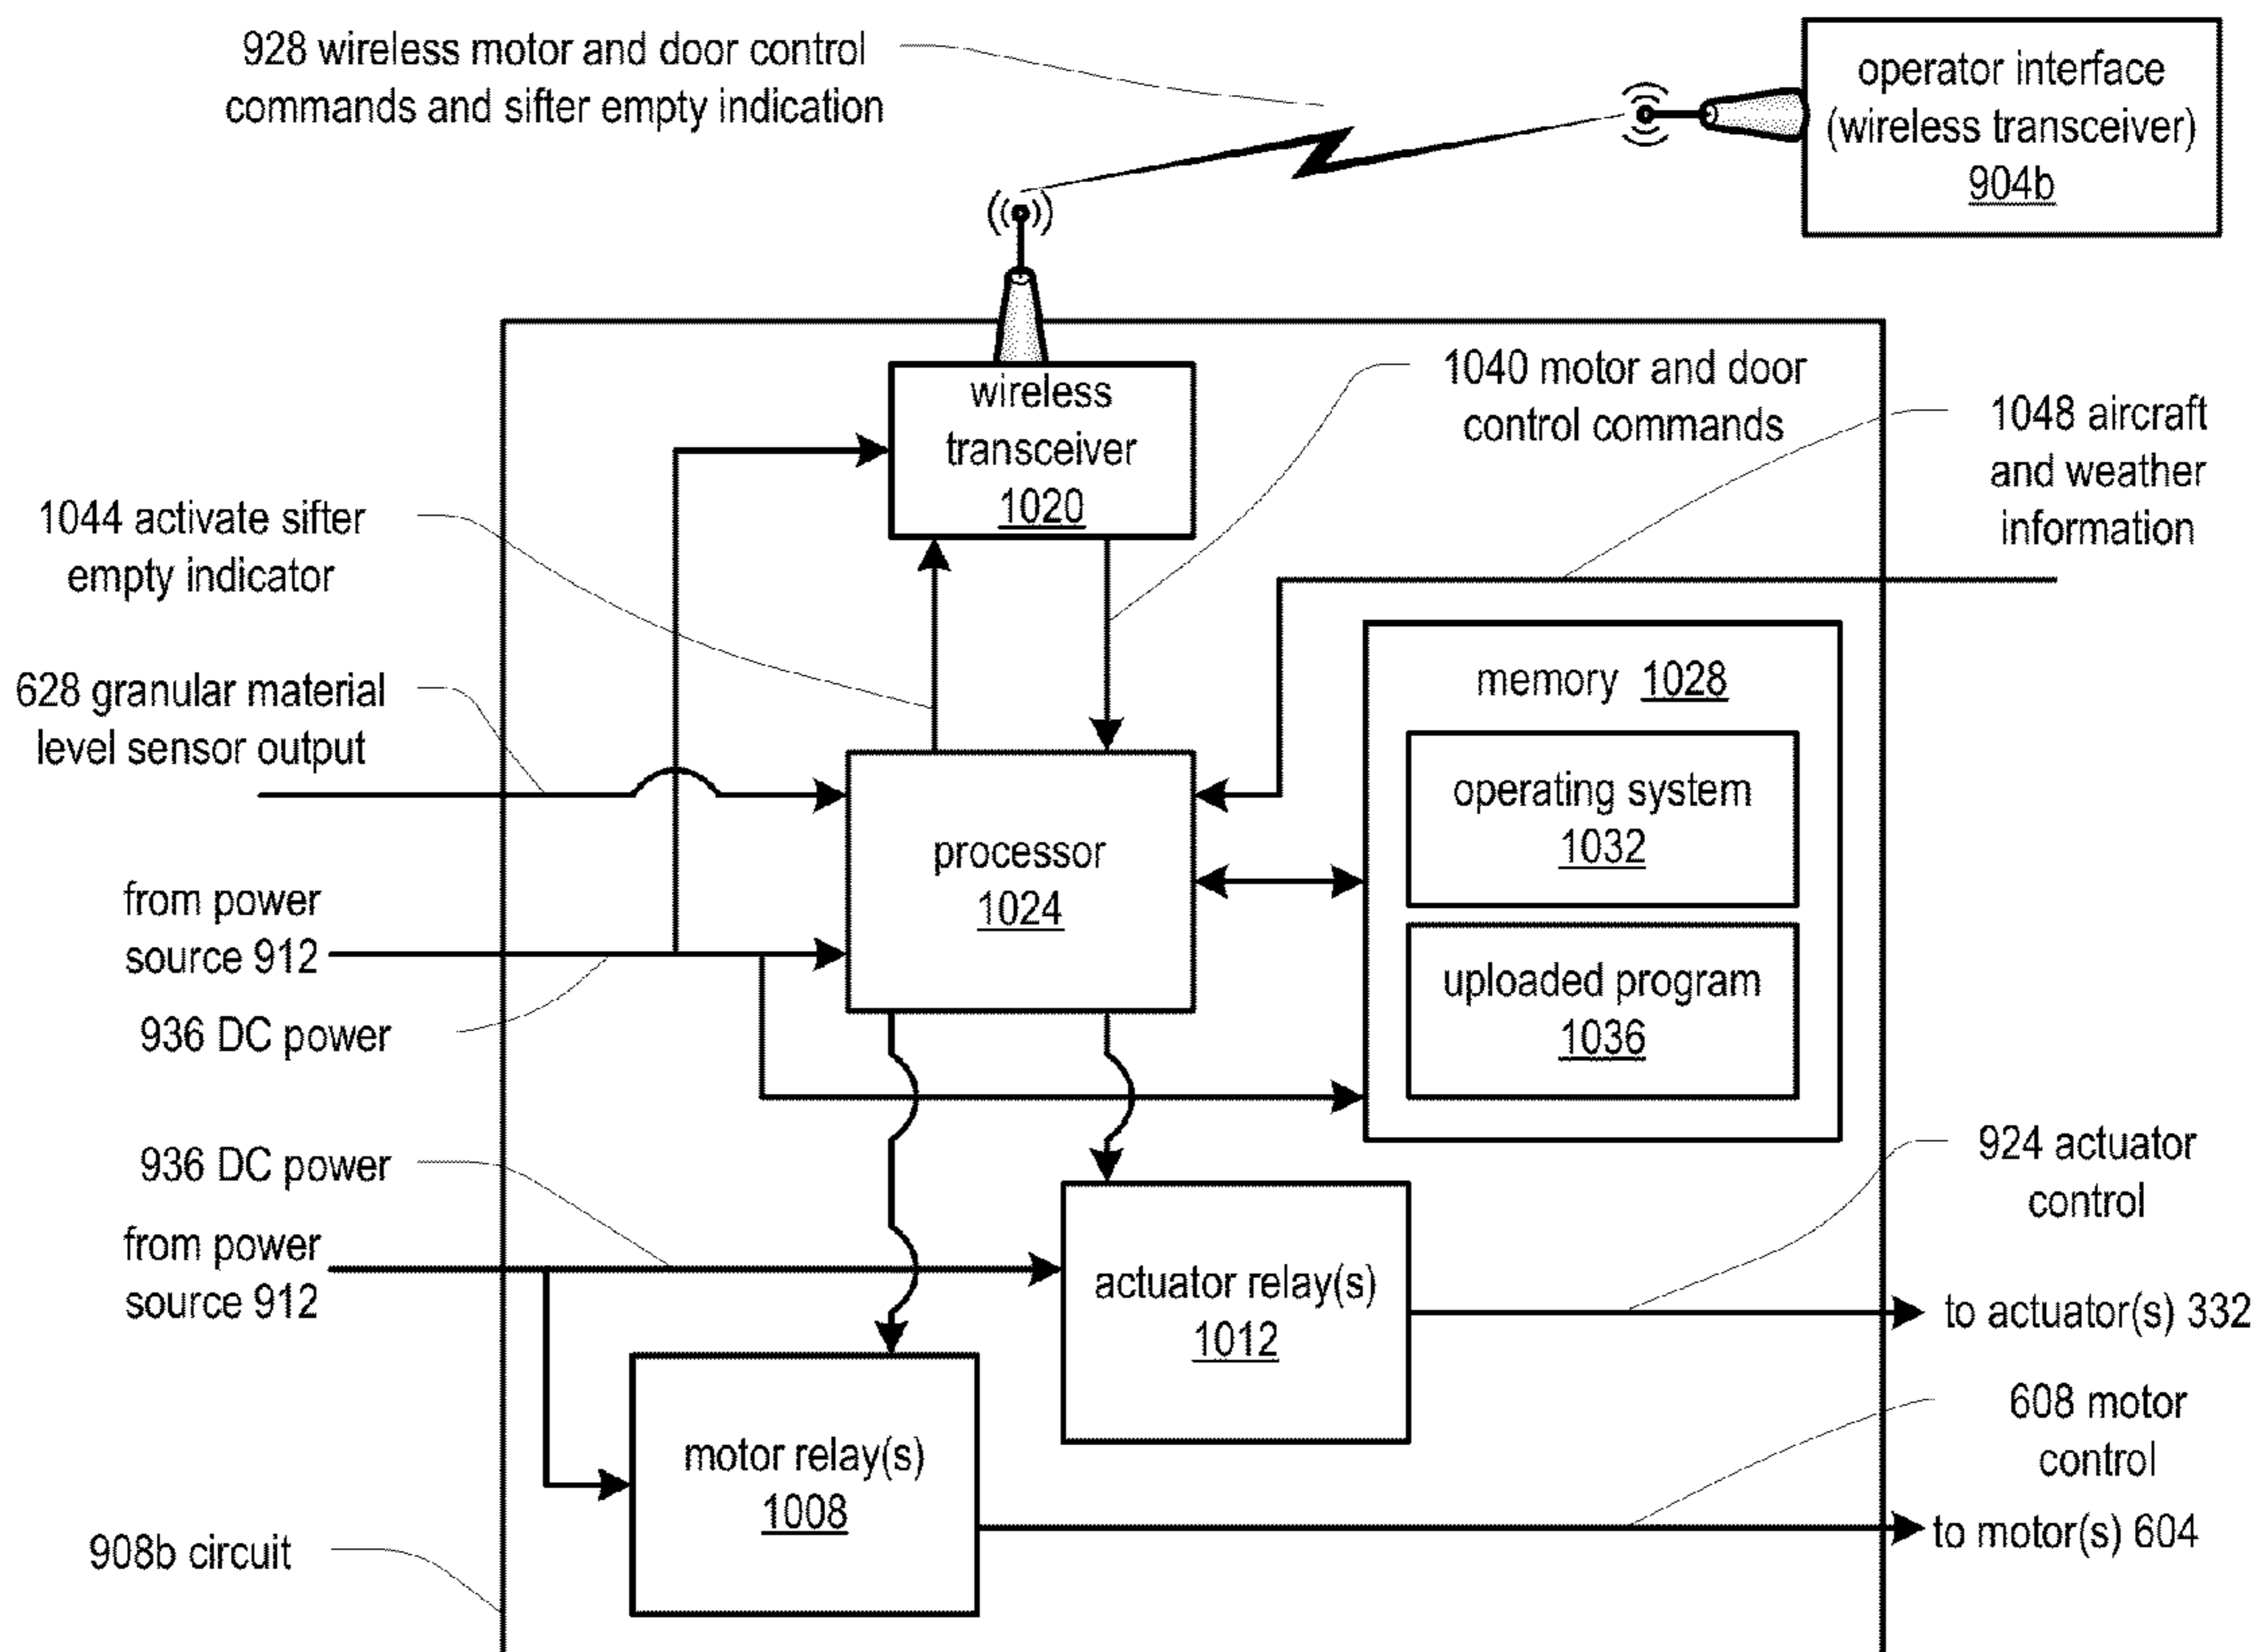 928 wireless motor and door control
commands and sifter empty indication
operator interface
(wireless transceiver)
904b
wireless
transceiver
1020
1040 motor and door
control commands
1048 aircraft
and weather
information
1044 activate sifter
empty indicator
628 granular material
level sensor output
memory 1028
operating system
1032
uploaded program
1036
processor
1024
from power
source 912
936 DC power
936 DC power
from power
source 912
actuator relay(s)
1012
924 actuator
control
to actuator(s) 332
motor relay(s)
1008
608 motor
control
to motor(s) 604
908b circuit